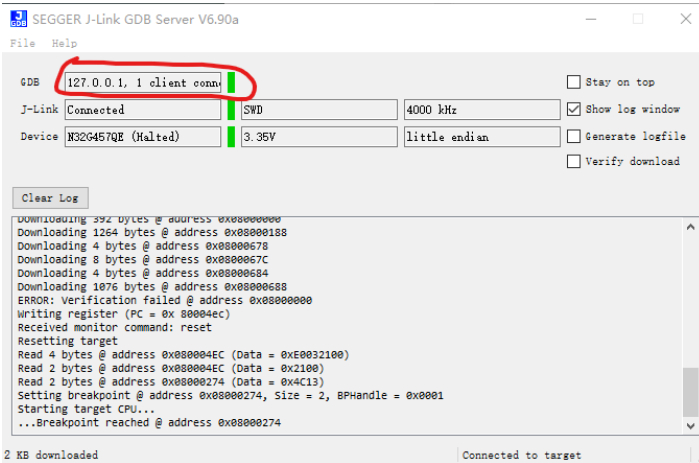 J GDB SEGGER J-Link GDB Server V6.90a
File Help
GDB 127.0.0.1, 1 client conn Stay on top
J-Link Connected SWD 4000 kHz Show log window
Device N32G457QE (Halted) 3.35V little endian Generate logfile
Verify download
Clear Log
Downloading 392 bytes @ address 0x08000000
Downloading 1264 bytes @ address 0x08000188
Downloading 4 bytes @ address 0x08000678
Downloading 8 bytes @ address 0x0800067C
Downloading 4 bytes @ address 0x08000684
Downloading 1076 bytes @ address 0x08000688
ERROR: Verification failed @ address 0x08000000
Writing register (PC = 0x 80004ec)
Received monitor command: reset
Resetting target
Read 4 bytes @ address 0x080004EC (Data = 0xE0032100)
Read 2 bytes @ address 0x080004EC (Data = 0x2100)
Read 2 bytes @ address 0x08000274 (Data = 0x4C13)
Setting breakpoint @ address 0x08000274, Size = 2, BPHandle = 0x0001
Starting target CPU...
...Breakpoint reached @ address 0x08000274
2 KB downloaded Connected to target